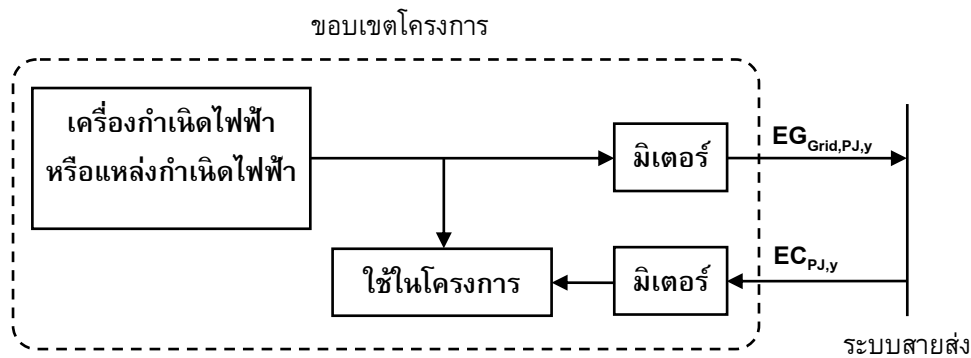 ขอบเขตโครงการ
เครื่องกำเนิดไฟฟ้า
หรือแหล่งกำเนิดไฟฟ้า
มิเตอร์
EGGrid,PJ,y
ใช้ในโครงการ
มิเตอร์
ECPJ,y
ระบบสายส่ง